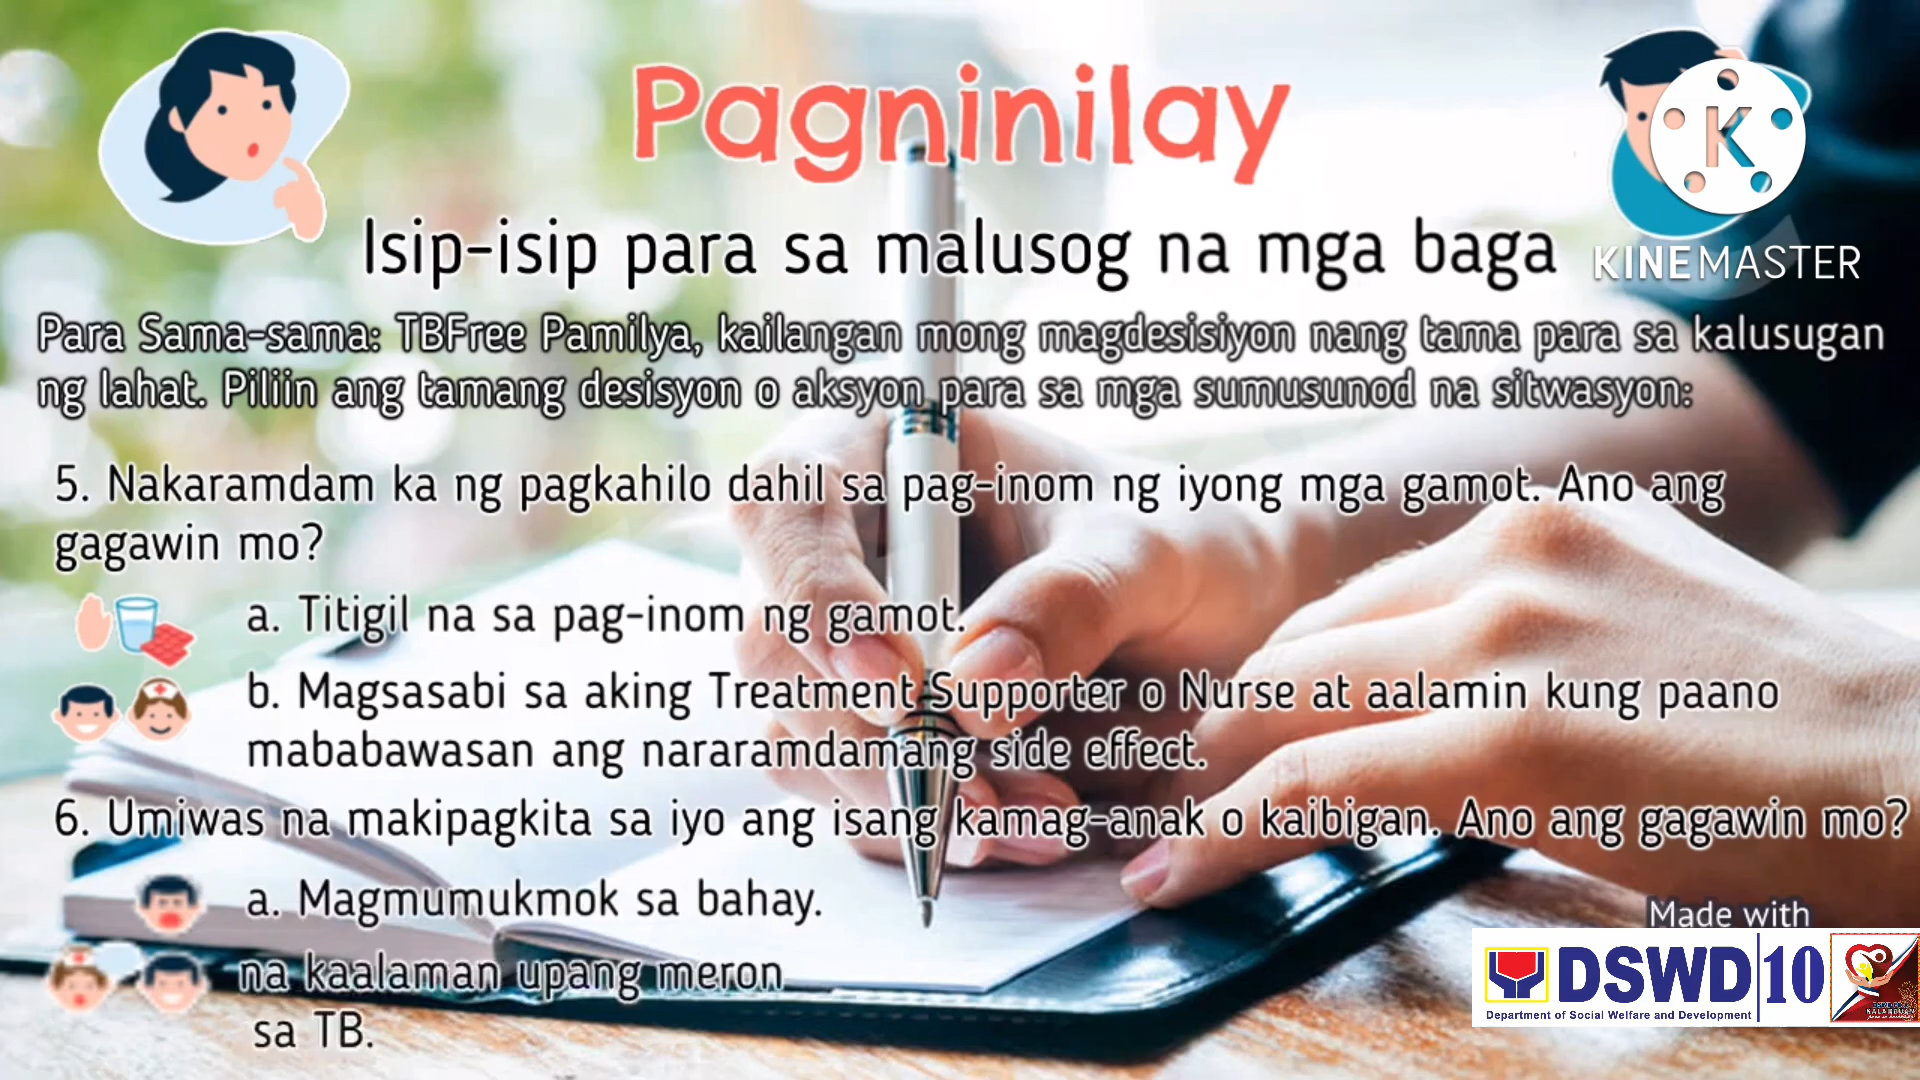 Pagninilay
K
KINEMASTER
Isip-isip para sa malusog na mga baga
Para Sama-sama: TBFree Pamilya, kailangan mong magdesisiyon nang tama para sa kalusugan
ng lahat. Piliin ang tamang desisyon o aksyon para sa mga sumusunod na sitwasyon:
5. Nakaramdam ka ng pagkahilo dahil sa pag-inom ng iyong mga gamot. Ano ang
gagawin mo?
a. Titigil na sa pag-inom ng gamot.
b. Magsasabi sa aking Treatment Supporter o Nurse at aalamin kung paano
mababawasan ang nararamdamang side effect.
6. Umiwas na makipagkita sa iyo ang isang kamag-anak o kaibigan. Ano ang gagawin mo?
a. Magmumukmok sa bahay.
na kaalaman upang meron
sa TB.
Made with
DSWD 10
Department of Social Welfare and Development